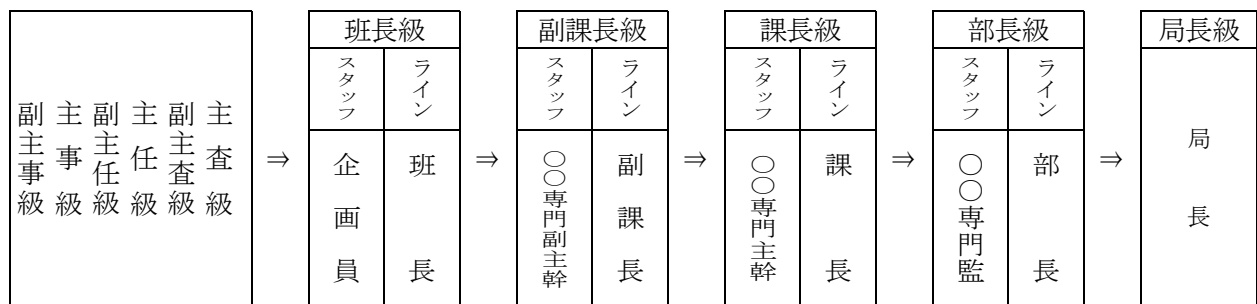 副主事級
主事級
副主任級
主任級
副主査級
主査級
⇒
班長級
スタッフ
ライン
企画員
班長
⇒
副課長級
スタッフ
ライン
○○専門副主幹
副課長
⇒
課長級
スタッフ
ライン
○○専門主幹
課長
⇒
部長級
スタッフ
ライン
○○専門監
部長
⇒
局長級
局長